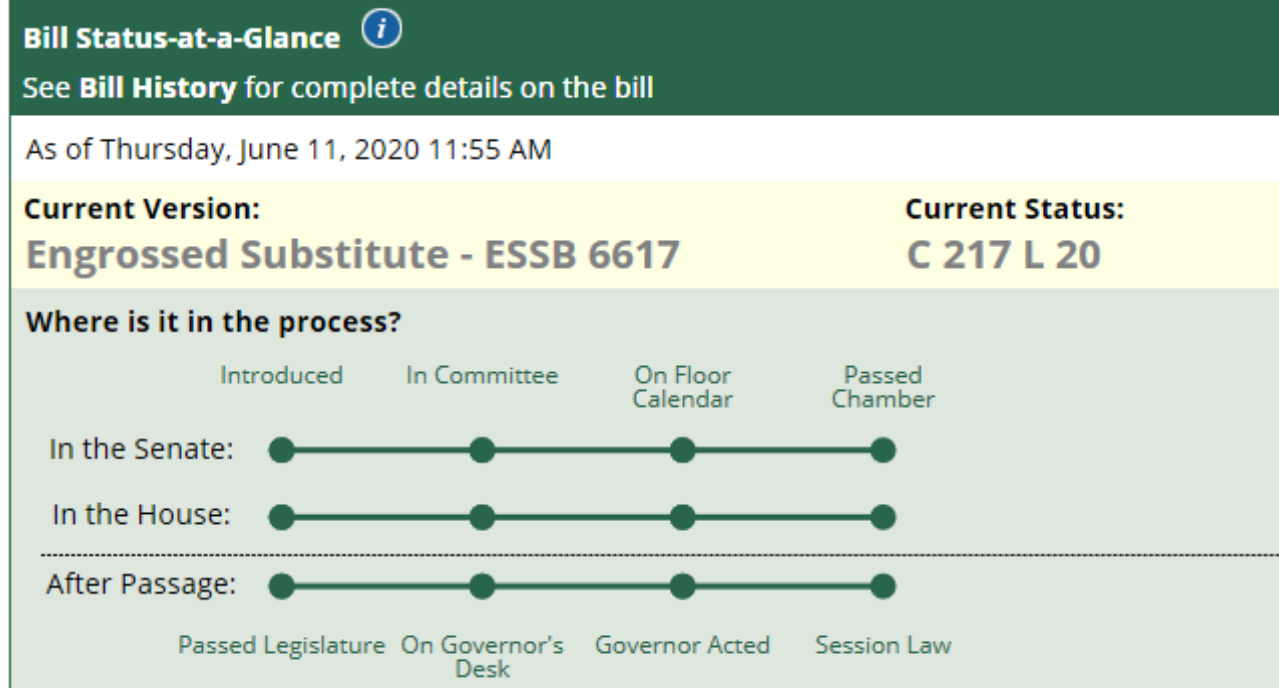 Bill Status-at-a-Glance i
See Bill History for complete details on the bill
As of Thursday, June 11, 2020 11:55 AM
Current Version: Current Status:
Engrossed Substitute - ESSB 6617 C 217 L 20
Where is it in the process?
Introduced In Committee On Floor Calendar Passed Chamber
In the Senate:
In the House:
After Passage:
Passed Legislature On Governor's Desk Governor Acted Session Law